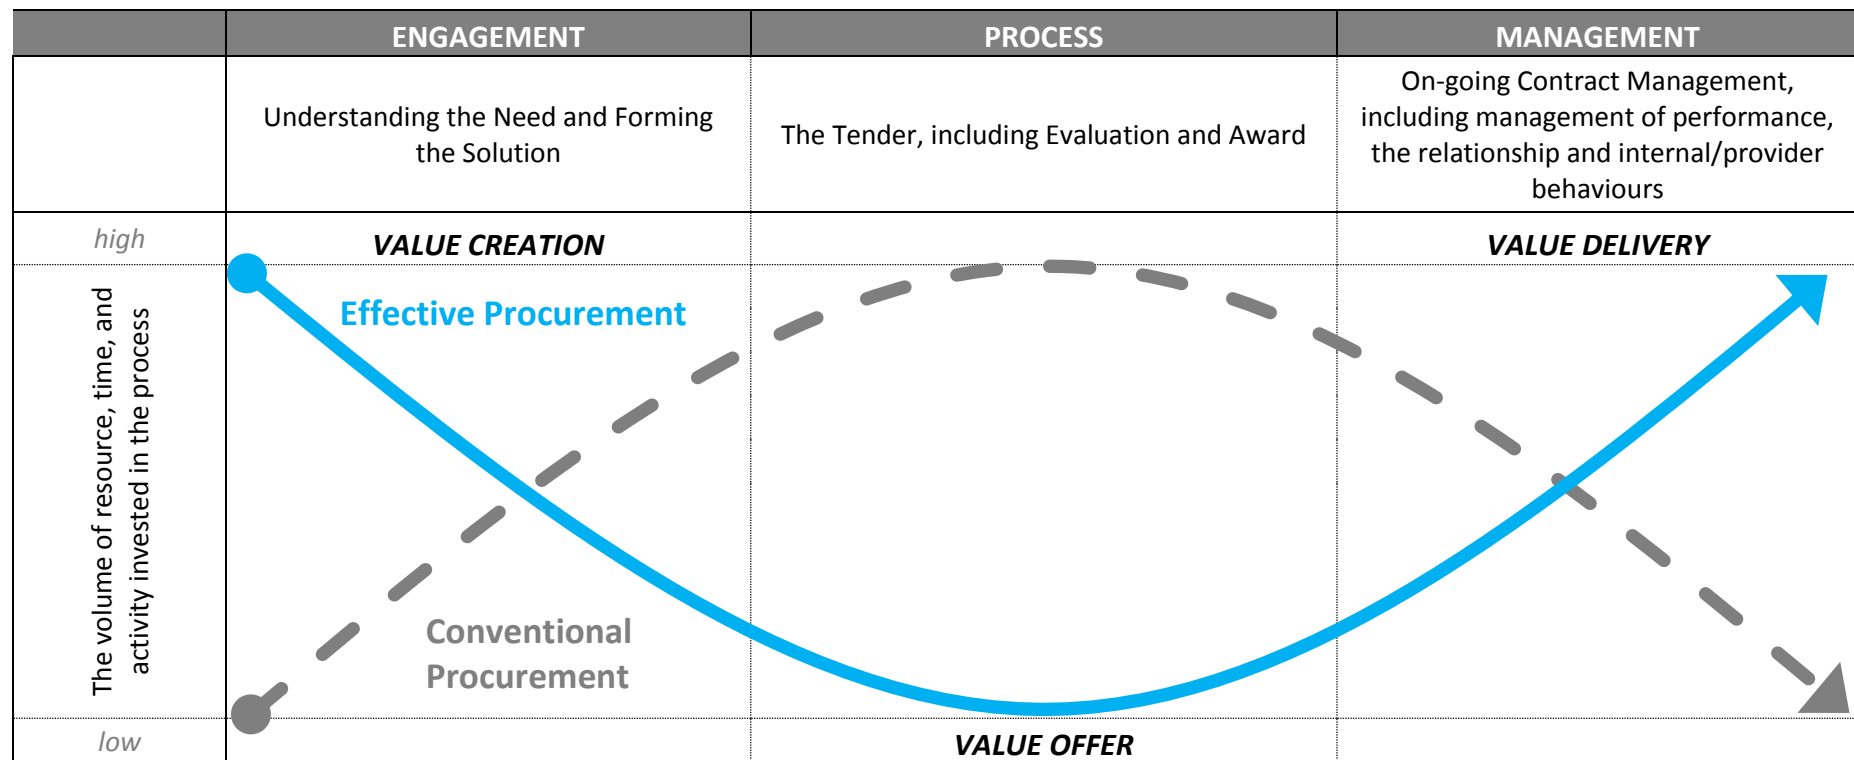 ENGAGEMENT
PROCESS
MANAGEMENT
Understanding the Need and Forming
the Solution
The Tender, including Evaluation and Award
On-going Contract Management,
including management of performance,
the relationship and internal/provider
behaviours
high
VALUE CREATION
VALUE DELIVERY
The volume of resource, time, and
activity invested in the process
Effective Procurement
Conventional
Procurement
low
VALUE OFFER